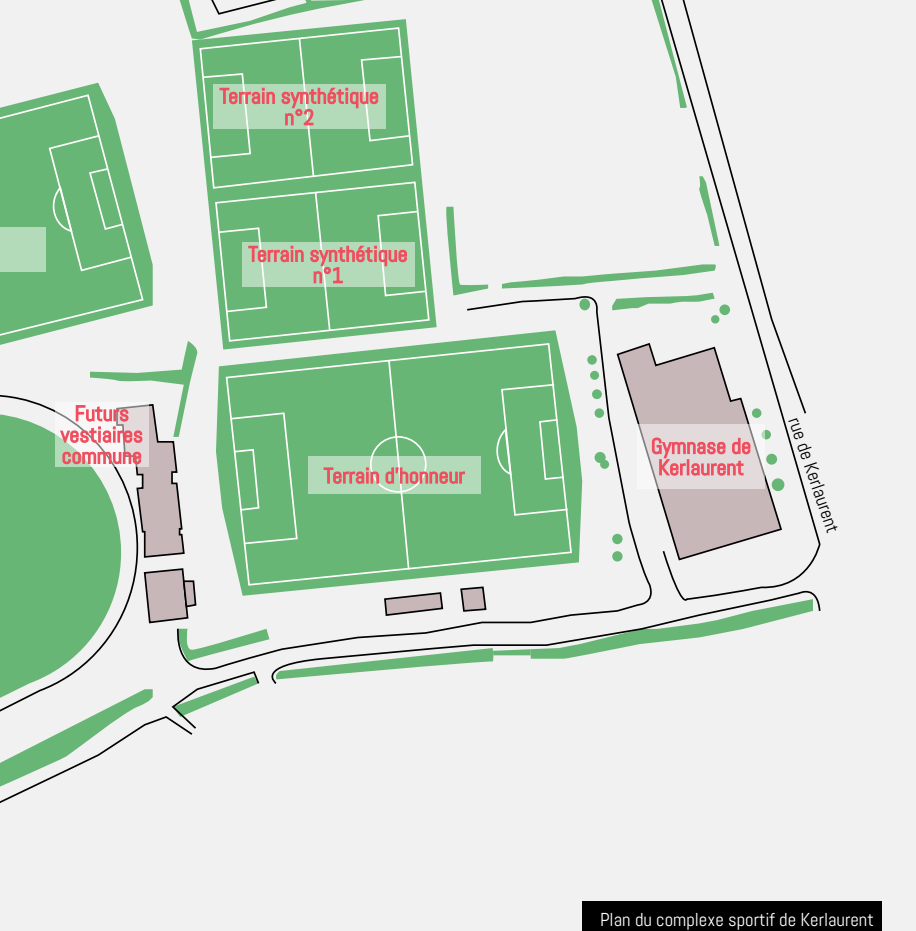 Terrain synthétique
n°2
Terrain synthétique
n°1
Futurs
vestiaires
commune
Terrain d'honneur
Gymnase de
Kerlaurent
rue de Kerlaurent
Plan du complexe sportif de Kerlaurent